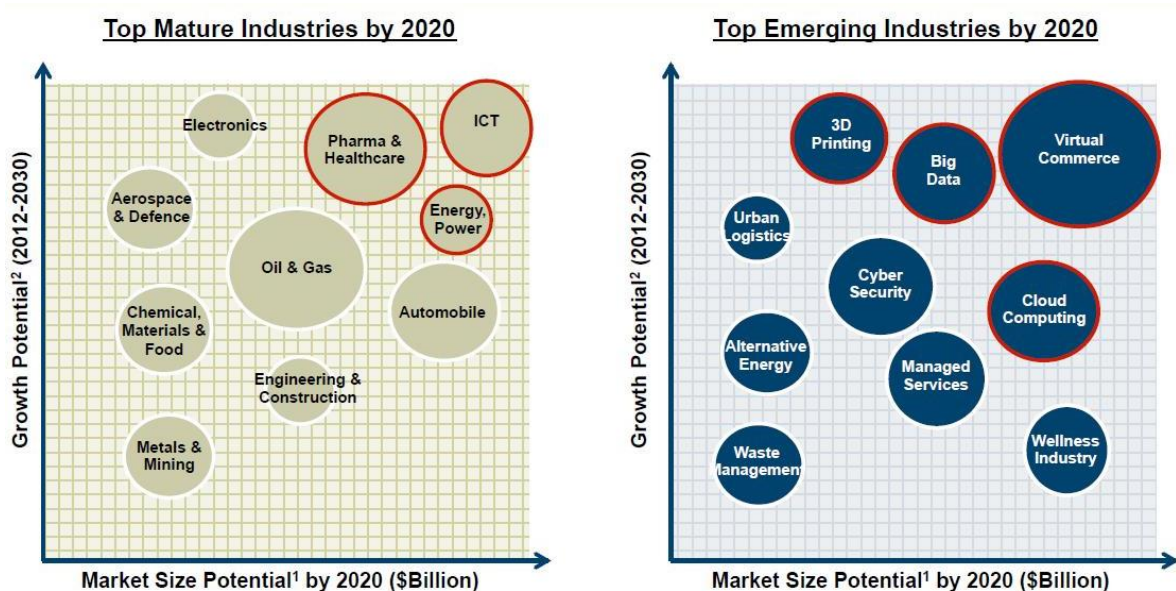 Top Mature Industries by 2020
Growth Potential² (2012-2030)
Electronics
Pharma &
Healthcare
ICT
Aerospace
& Defence
Energy,
Power
Oil & Gas
Chemical,
Materials &
Food
Automobile
Engineering &
Construction
Metals &
Mining
Market Size Potential¹ by 2020 ($Billion)
Top Emerging Industries by 2020
Growth Potential² (2012-2030)
3D
Printing
Big
Data
Virtual
Commerce
Urban
Logistics
Cyber
Security
Cloud
Computing
Alternative
Energy
Managed
Services
Waste
Management
Wellness
Industry
Market Size Potential¹ by 2020 ($Billion)